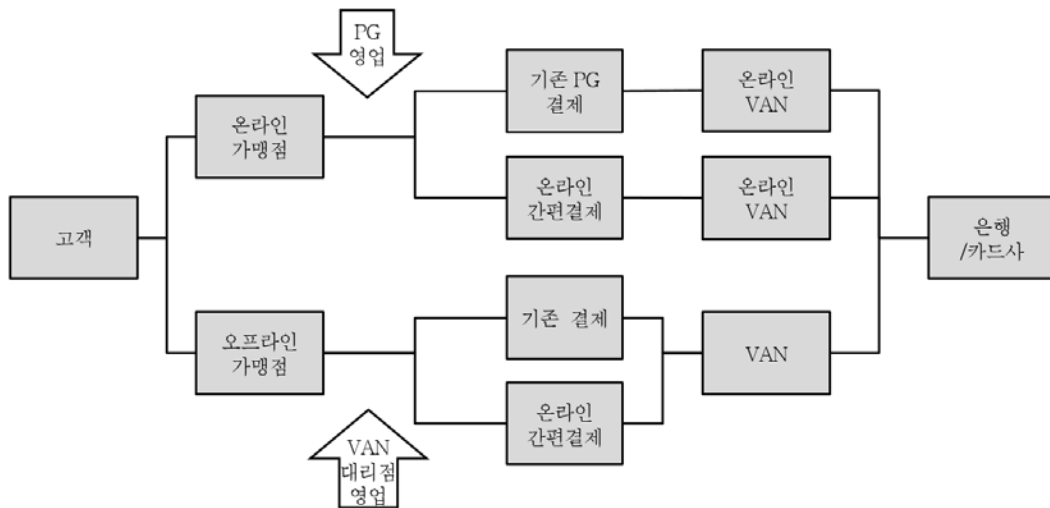 PG
영업
기존 PG
결제
온라인
VAN
온라인
가맹점
온라인
간편결제
온라인
VAN
고객
은행
/카드사
기존 결제
오프라인
가맹점
VAN
온라인
간편결제
VAN
대리점
영업